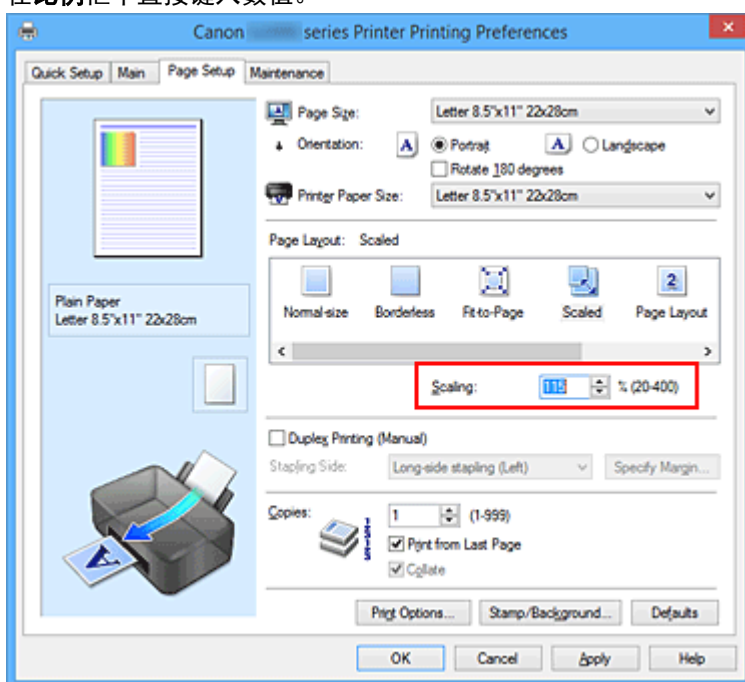 在比例框中直接键入数值。
Canon series Printer Printing Preferences
Quick Setup Main Page Setup Maintenance
Page Size: Letter 8.5"x11" 22x28cm
Orientation: A Portrait A Landscape
Rotate 180 degrees
Printer Paper Size: Letter 8.5"x11" 22x28cm
Page Layout: Scaled
Normal-size Borderless Fit-to-Page Scaled 2 Page Layout
Plain Paper
Letter 8.5"x11" 22x28cm
Scaling: 115 % (20-400)
Duplex Printing (Manual)
Stapling Side: Long-side stapling (Left) Specify Margin...
Copies: 1 (1-999)
Print from Last Page
Collate
Print Options... Stamp/Background... Defaults
OK Cancel Apply Help